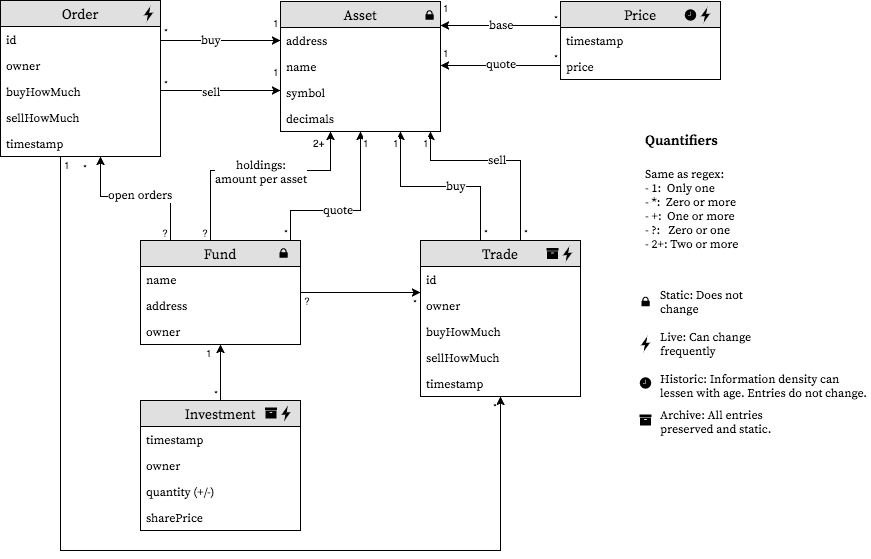 Order
id
owner
buyHowMuch
sellHowMuch
timestamp
Asset
address
name
symbol
decimals
Price
timestamp
price
* buy 1
* sell 1
1 base *
1 quote *
1 *
open orders
?
2+
holdings:
amount per asset
?
1
quote
*
1
buy
*
1
sell
*
Fund
name
address
owner
?
*
Trade
id
owner
buyHowMuch
sellHowMuch
timestamp
*
1
*
Investment
timestamp
owner
quantity (+/-)
sharePrice
Quantifiers
Same as regex:
- 1: Only one
- *: Zero or more
- +: One or more
- ?: Zero or one
- 2+: Two or more
Static: Does not
change
Live: Can change
frequently
Historic: Information density can
lessen with age. Entries do not change.
Archive: All entries
preserved and static.